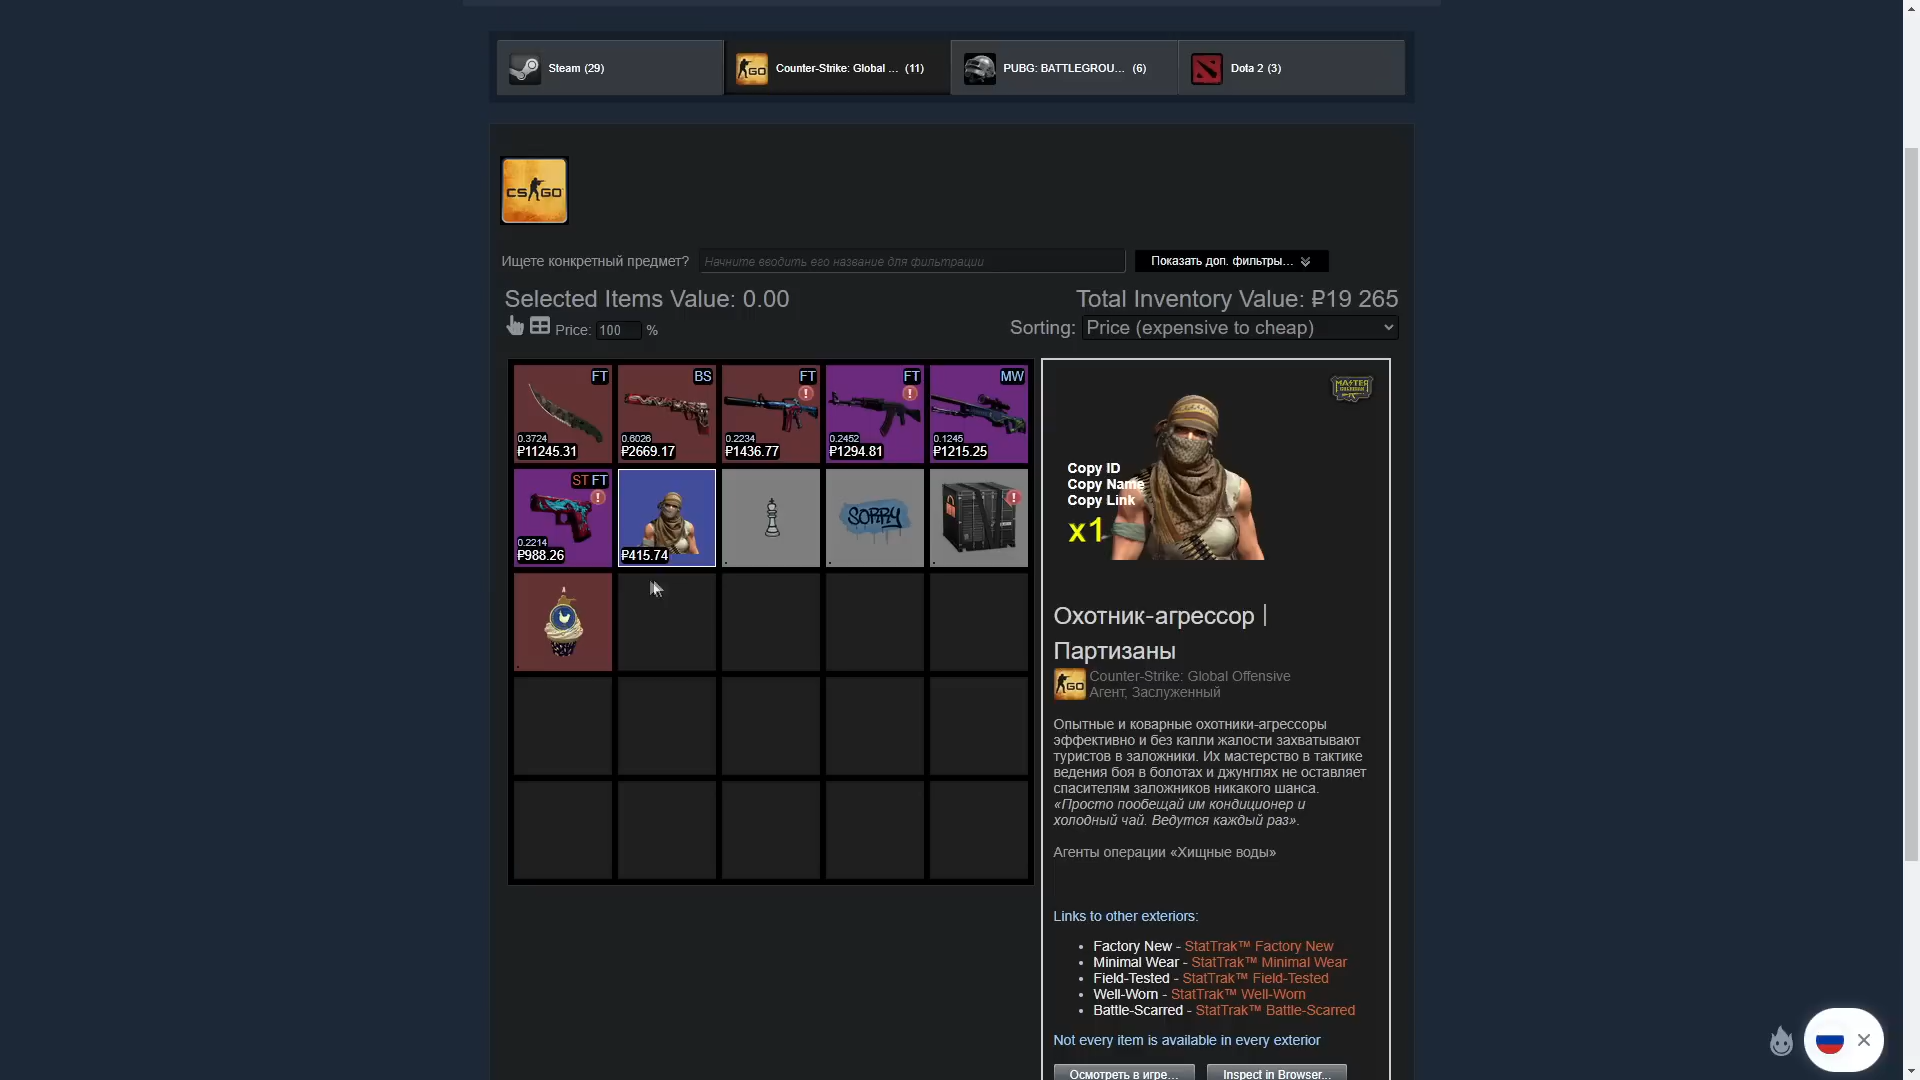 Steam (29)
Counter-Strike: Global ... (11)
PUBG: BATTLEGROU... (6)
Dota 2 (3)
CS GO
Ищете конкретный предмет?
Начните вводить его название для фильтрации
Показать доп. фильтры...
Selected Items Value: 0.00
Total Inventory Value: ₽19 265
Price: 100 %
Sorting: Price (expensive to cheap)
FT
0.3724
₽11245.31
BS
0.6026
₽2669.17
FT
0.2234
₽1436.77
FT
0.2452
₽1294.81
MW
0.1245
₽1215.25
ST FT
0.2214
₽988.26
₽415.74
SORRY
MASTER
Copy ID
Copy Name
Copy Link
x1
Охотник-агрессор |
Партизаны
Counter-Strike: Global Offensive
Агент, Заслуженный
Опытные и коварные охотники-агрессоры
эффективно и без капли жалости захватывают
туристов в заложники. Их мастерство в тактике
ведения боя в болотах и джунглях не оставляет
спасителям заложников никакого шанса.
«Просто пообещай им кондиционер и
холодный чай. Ведутся каждый раз».
Агенты операции «Хищные воды»
Links to other exteriors:
Factory New - StatTrak™ Factory New
Minimal Wear - StatTrak™ Minimal Wear
Field-Tested - StatTrak™ Field-Tested
Well-Worn - StatTrak™ Well-Worn
Battle-Scarred - StatTrak™ Battle-Scarred
Not every item is available in every exterior
Осмотреть в игре...
Inspect in Browser...